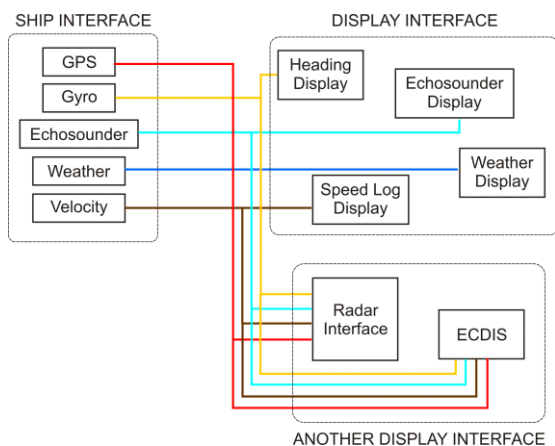 SHIP INTERFACE
GPS
Gyro
Echosounder
Weather
Velocity
DISPLAY INTERFACE
Heading
Display
Echosounder
Display
Weather
Display
Speed Log
Display
Radar
Interface
ECDIS
ANOTHER DISPLAY INTERFACE